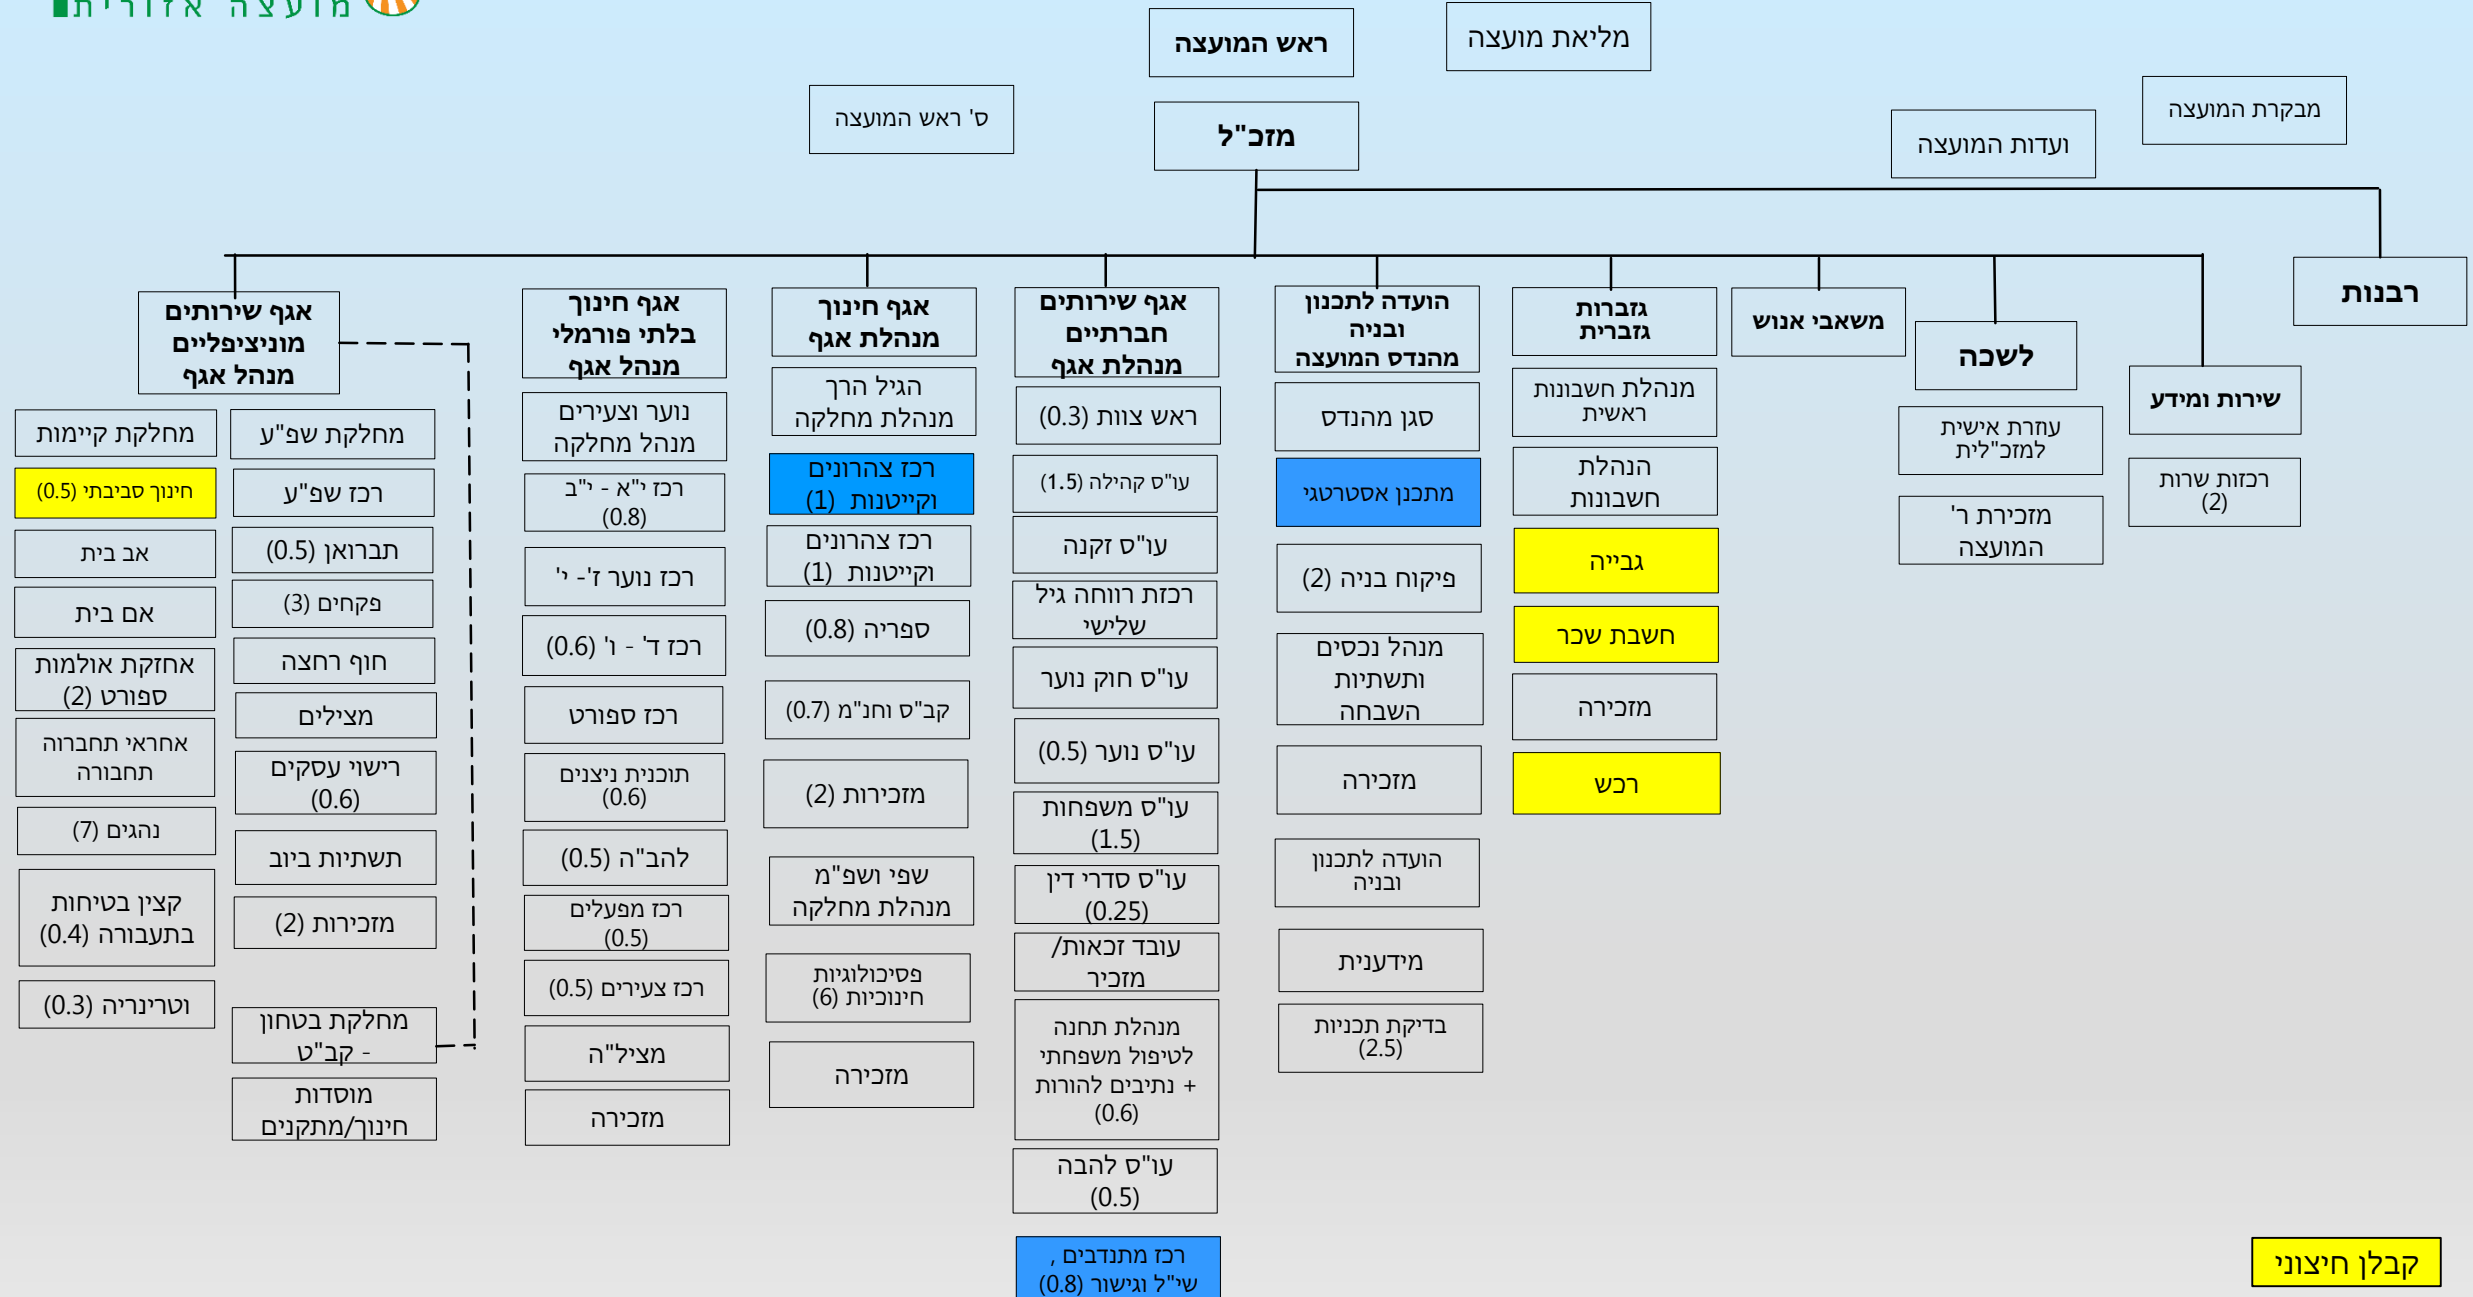 מועצה אזורית
ראש המועצה
מליאת מועצה
מזכ"ל
ס' ראש המועצה
מבקרת המועצה
ועדות המועצה
רבנות
שירות ומידע
רכזות שרות
(2)
לשכה
עוזרת אישית
למזכ"לית
מזכירת ר'
המועצה
משאבי אנוש
גזברות
גזברית
מנהלת חשבונות
ראשית
הנהלת
חשבונות
גבייה
חשבת שכר
מזכירה
רכש
הועדה לתכנון
ובניה
מהנדס המועצה
סגן מהנדס
מתכנן אסטרטגי
פיקוח בניה (2)
מנהל נכסים
ותשתיות
השבחה
מזכירה
הועדה לתכנון
ובניה
מידענית
בדיקת תכניות
(2.5)
אגף שירותים
חברתיים
מנהלת אגף
ראש צוות (0.3)
עו"ס קהילה (1.5)
עו"ס זקנה
רכזת רווחה גיל
שלישי
עו"ס חוק נוער
עו"ס נוער (0.5)
עו"ס משפחות
(1.5)
עו"ס סדרי דין
(0.25)
עובד זכאות/
מזכיר
מנהלת תחנה
לטיפול משפחתי
+ נתיבים להורות
(0.6)
עו"ס להבה
(0.5)
רכז מתנדבים ,
שי"ל וגישור (0.8)
אגף חינוך
מנהלת אגף
הגיל הרך
מנהלת מחלקה
רכז צהרונים
וקייטנות (1)
רכז צהרונים
וקייטנות (1)
ספריה (0.8)
קב"ס וחנ"מ (0.7)
מזכירות (2)
שפי ושפ"מ
מנהלת מחלקה
פסיכולוגיות
חינוכיות (6)
מזכירה
אגף חינוך
בלתי פורמלי
מנהל אגף
נוער וצעירים
מנהל מחלקה
רכז י"א - י"ב
(0.8)
רכז נוער ז'- י'
רכז ד' - ו' (0.6)
רכז ספורט
תוכנית ניצנים
(0.6)
להב"ה (0.5)
רכז מפעלים
(0.5)
רכז צעירים (0.5)
מציל"ה
מזכירה
אגף שירותים
מוניציפליים
מנהל אגף
מחלקת שפ"ע
רכז שפ"ע
תברואן (0.5)
פקחים (3)
חוף רחצה
מצילים
רישוי עסקים
(0.6)
תשתיות ביוב
מזכירות (2)
מחלקת בטחון
- קב"ט
מוסדות
חינוך/מתקנים
מחלקת קיימות
חינוך סביבתי (0.5)
אב בית
אם בית
אחזקת אולמות
ספורט (2)
אחראי תחברוה
תחבורה
נהגים (7)
קצין בטיחות
בתעבורה (0.4)
וטרינריה (0.3)
קבלן חיצוני